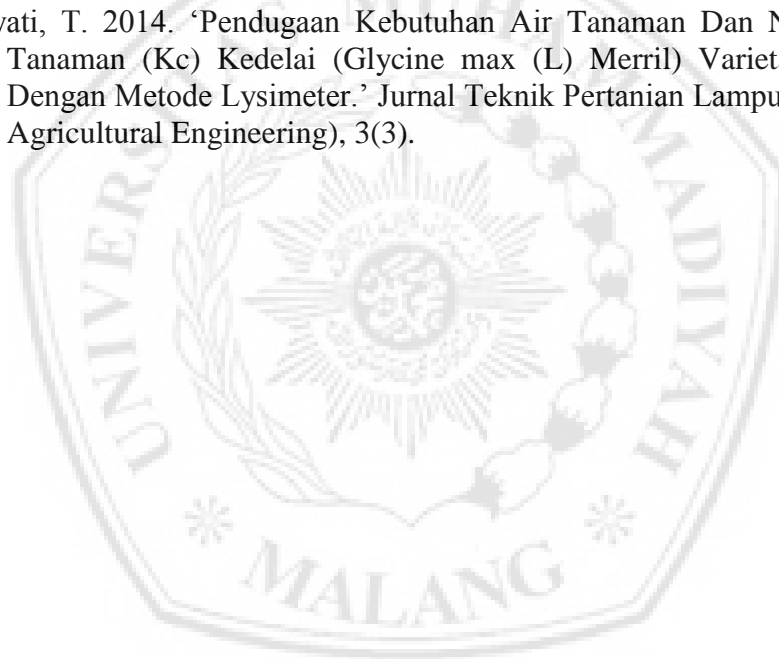 yati, T. 2014. ‘Pendugaan Kebutuhan Air Tanaman Dan N
Tanaman (Kc) Kedelai (Glycine max (L) Merril) Variet
Dengan Metode Lysimeter.’ Jurnal Teknik Pertanian Lampu
Agricultural Engineering), 3(3).
UNIVERSITAS MUHAMMADIYAH
MALANG